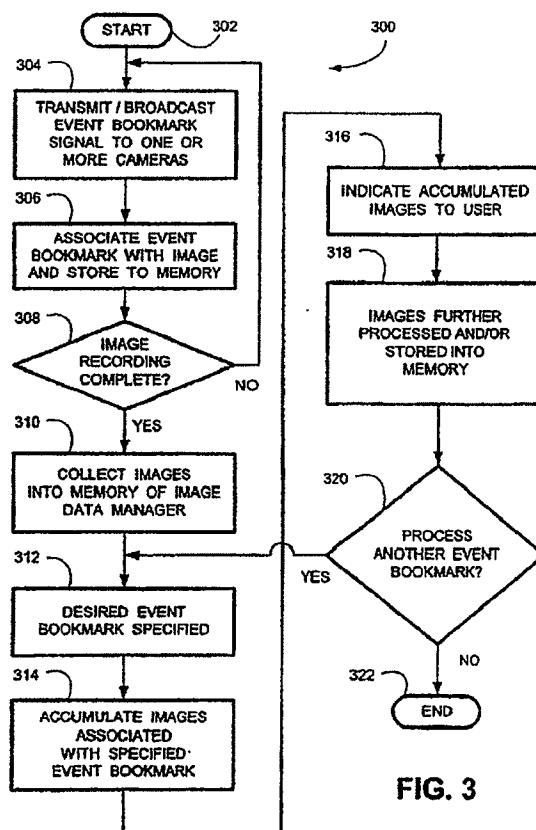 START
302
300
304
TRANSMIT / BROADCAST
EVENT BOOKMARK
SIGNAL TO ONE OR
MORE CAMERAS
306
ASSOCIATE EVENT
BOOKMARK WITH IMAGE
AND STORE TO MEMORY
308
IMAGE
RECORDING
COMPLETE?
NO
YES
310
COLLECT IMAGES
INTO MEMORY OF IMAGE
DATA MANAGER
312
DESIRED EVENT
BOOKMARK SPECIFIED
314
ACCUMULATE IMAGES
ASSOCIATED
WITH SPECIFIED
EVENT BOOKMARK
316
INDICATE ACCUMULATED
IMAGES TO USER
318
IMAGES FURTHER
PROCESSED AND/OR
STORED INTO
MEMORY
320
PROCESS
ANOTHER EVENT
BOOKMARK?
YES
NO
322
END
FIG. 3